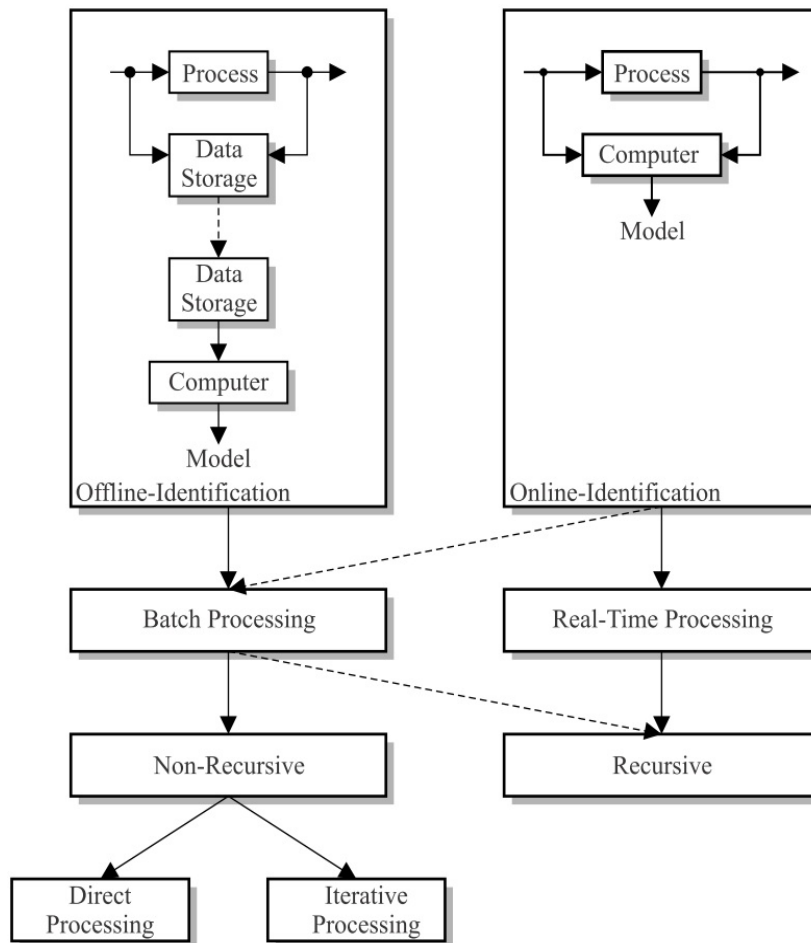 Process
Data
Storage
Data
Storage
Computer
Model
Offline-Identification
Process
Computer
Model
Online-Identification
Batch Processing
Real-Time Processing
Non-Recursive
Recursive
Direct
Processing
Iterative
Processing